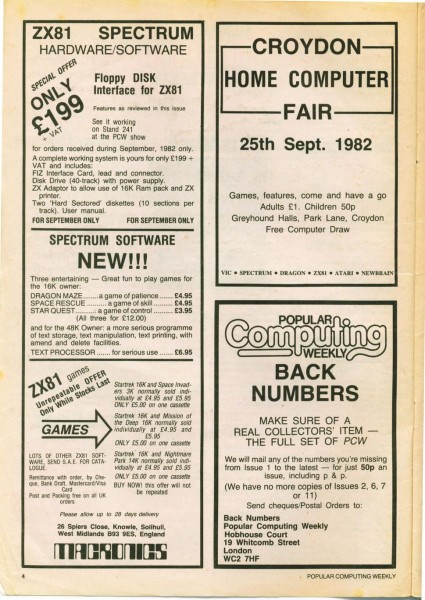 ZX81 SPECTRUM
HARDWARE/SOFTWARE
SPECIAL OFFER
ONLY
£199
+ VAT
Floppy DISK
Interface for ZX81
Features as reviewed in this issue
See it working
on Stand 241
at the PCW show
for orders received during September, 1982 only.
A complete working system is yours for only £199 +
VAT and includes:
FIZ Interface Card, lead and connector.
Disk Drive (40-track) with power supply.
ZX Adaptor to allow use of 16K Ram pack and ZX
printer.
Two 'Hard Sectored' diskettes (10 sections per
track). User manual.
FOR SEPTEMBER ONLY FOR SEPTEMBER ONLY
SPECTRUM SOFTWARE
NEW!!!
Three entertaining — Great fun to play games for
the 16K owner:
DRAGON MAZE ...... a game of patience ...... £4.95
SPACE RESCUE ......... a game of skill ...... £4.95
STAR QUEST ......... a game of control ...... £3.95
(All three for £12.00)
and for the 48K Owner: a more serious programme
of text storage, text manipulation, text printing, with
amend and delete facilities.
TEXT PROCESSOR ...... for serious use ...... £6.95
ZX81 games
Unrepeatable OFFER
Only While Stocks Last
GAMES
LOTS OF OTHER ZX81 SOFT-
WARE, SEND S.A.E. FOR CATA-
LOGUE.
Remittance with order, by Che-
que, Bank Draft, Mastercard/Visa
Card
Post and Packing free on all UK
orders
Startrek 16K and Space Invad-
ers 3K normally sold indi-
vidually at £4.95 and £5.95
ONLY £5.00 on one cassette
Startrek 16K and Mission of
the Deep 16K normally sold
individually at £4.95 and
£5.95
ONLY £5.00 on one cassette
Startrek 16K and Nightmare
Park 14K normally sold indi-
vidually at £4.95 and £5.95
ONLY £5.00 on one cassette
BUY NOW! this offer will not
be repeated
Please allow up to 28 days delivery
26 Spiers Close, Knowle, Solihull,
West Midlands B93 9ES, England
MACRONICS
CROYDON
HOME COMPUTER
FAIR
25th Sept. 1982
Games, features, come and have a go
Adults £1. Children 50p
Greyhound Halls, Park Lane, Croydon
Free Computer Draw
VIC • SPECTRUM • DRAGON • ZX81 • ATARI • NEWBRAIN
POPULAR
Computing
WEEKLY
BACK
NUMBERS
MAKE SURE OF A
REAL COLLECTORS' ITEM —
THE FULL SET OF PCW
We will mail any of the numbers you're missing
from Issue 1 to the latest — for just 50p an
issue, including p & p.
(We have no more copies of Issues 2, 6, 7
or 11)
Send cheques/Postal Orders to:
Back Numbers
Popular Computing Weekly
Hobhouse Court
19 Whitcomb Street
London
WC2 7HF
4
POPULAR COMPUTING WEEKLY